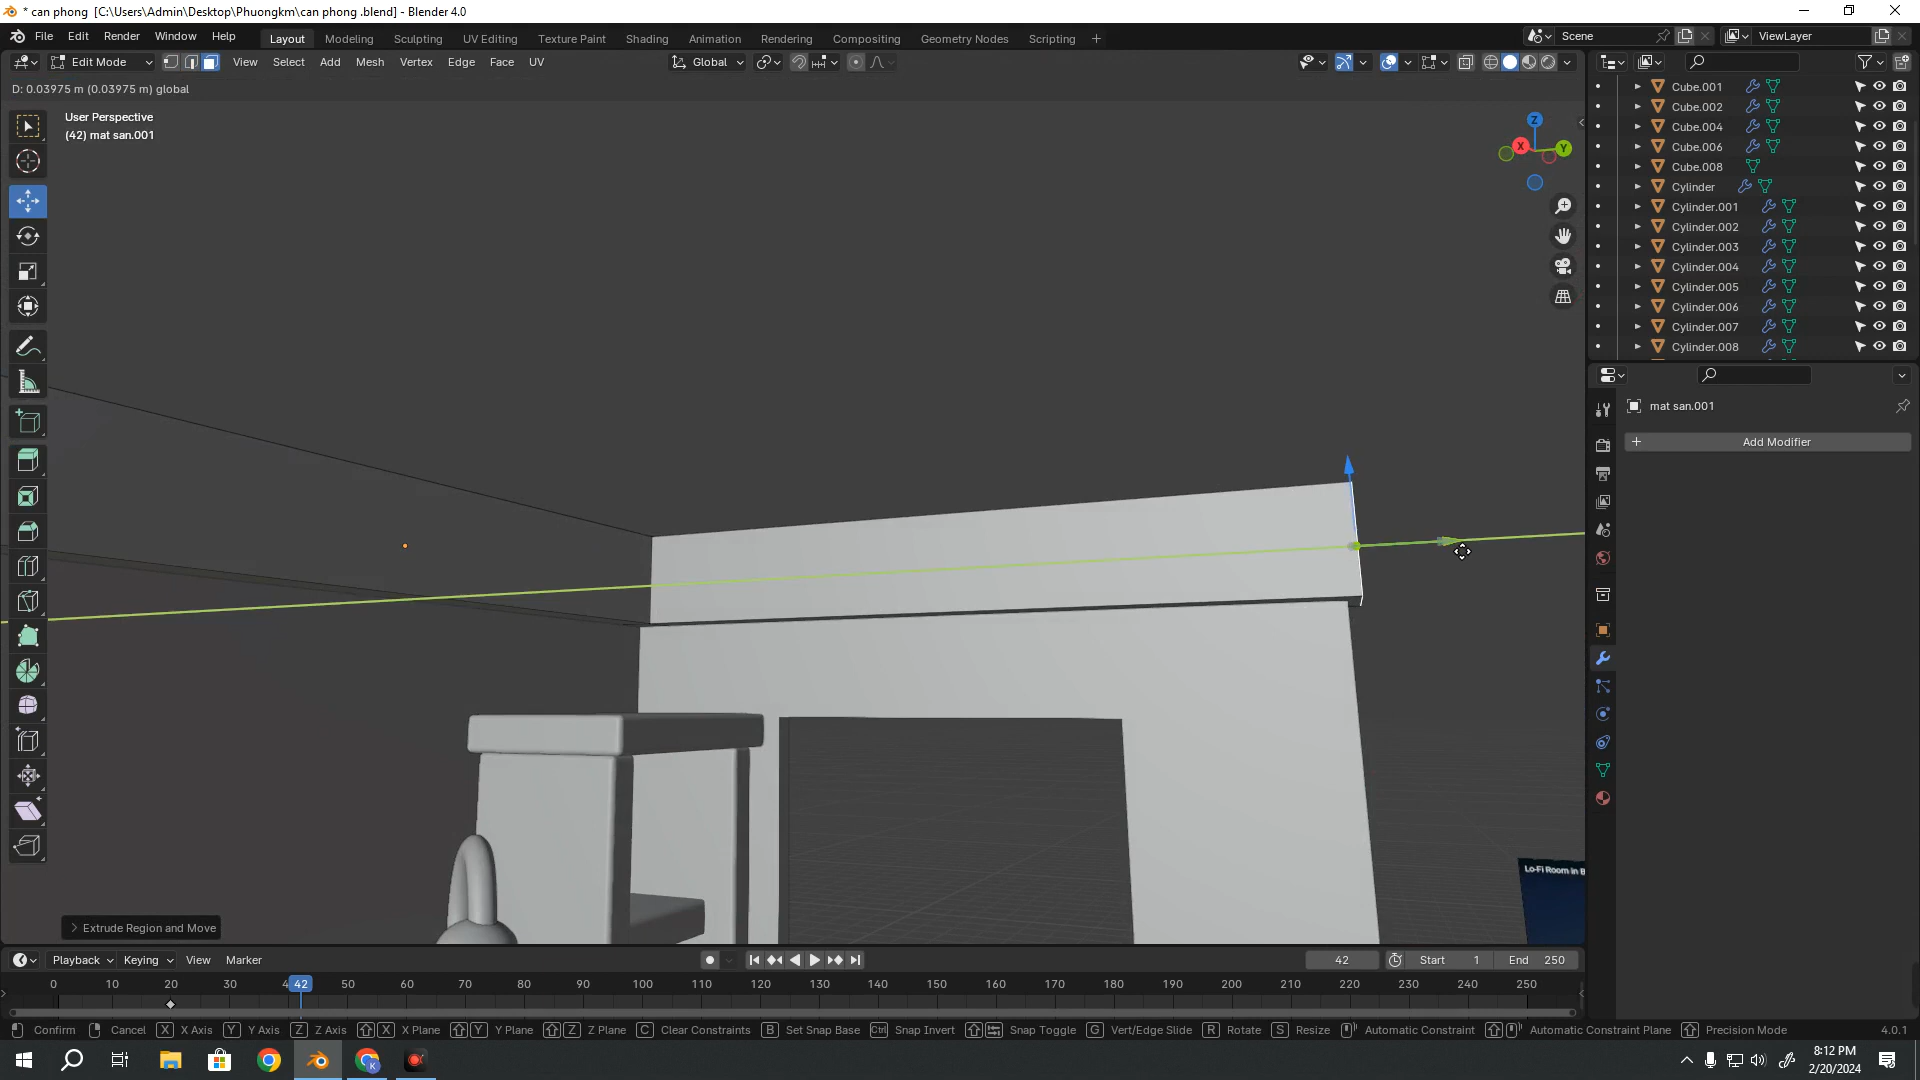 * can phong  [C:\Users\Admin\Desktop\Phuongkm\can phong .blend] - Blender 4.0
File Edit Render Window Help Layout Modeling Sculpting UV Editing Texture Paint Shading Animation Rendering Compositing Geometry Nodes Scripting + Scene ViewLayer
Edit Mode View Select Add Mesh Vertex Edge Face UV Global
D: 0.03975 m (0.03975 m) global
User Perspective
(42) mat san.001
Z
X
Y
Cube.001
Cube.002
Cube.004
Cube.006
Cube.008
Cylinder
Cylinder.001
Cylinder.002
Cylinder.003
Cylinder.004
Cylinder.005
Cylinder.006
Cylinder.007
Cylinder.008
mat san.001
+ Add Modifier
Lo-Fi Room in B
Extrude Region and Move
Playback Keying View Marker 42 Start 1 End 250
0 10 20 30 4 42 50 60 70 80 90 100 110 120 130 140 150 160 170 180 190 200 210 220 230 240 250
Confirm Cancel X X Axis Y Y Axis Z Z Axis X X Plane Y Y Plane Z Z Plane C Clear Constraints B Set Snap Base Ctrl Snap Invert Snap Toggle G Vert/Edge Slide R Rotate S Resize Automatic Constraint Automatic Constraint Plane Precision Mode 4.0.1
K
8:12 PM
2/20/2024